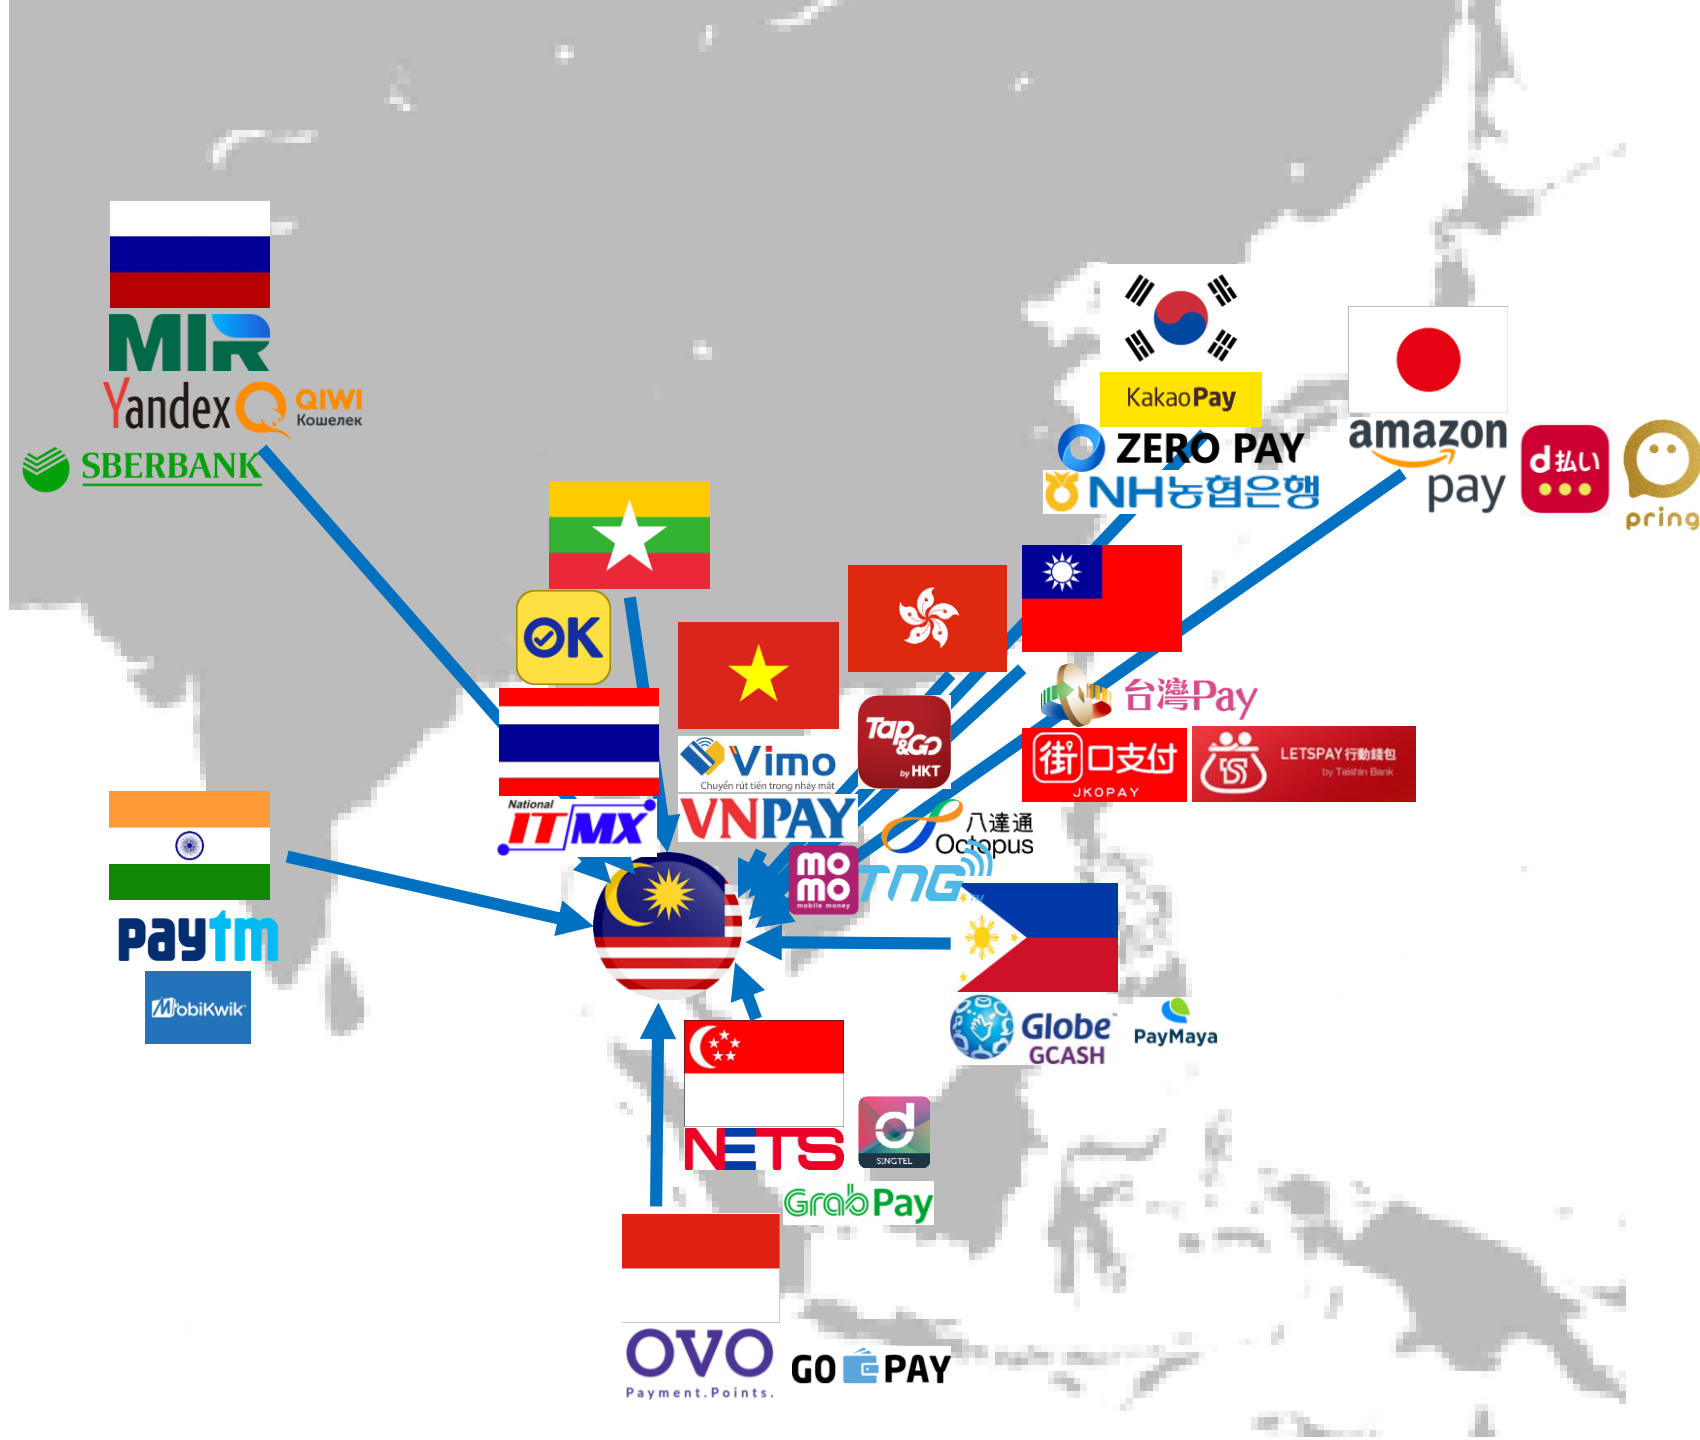 MIR
Yandex
QIWI
Кошелек
SBERBANK
KakaoPay
ZERO PAY
NH농협은행
amazon
pay
d払い
pring
OK
National
ITMX
Vimo
Chuyển rút tiền trong nháy mắt
VNPAY
mo
mo
mobile money
Tap
&Go
by HKT
八達通
Octopus
TNG
TM
台灣Pay
街口支付
JKOPAY
LETSPAY 行動錢包
by Taishin Bank
paytm
MobiKwik
Globe
GCASH
PayMaya
NETS
d
SINGTEL
GrabPay
OVO
Payment.Points.
GO PAY